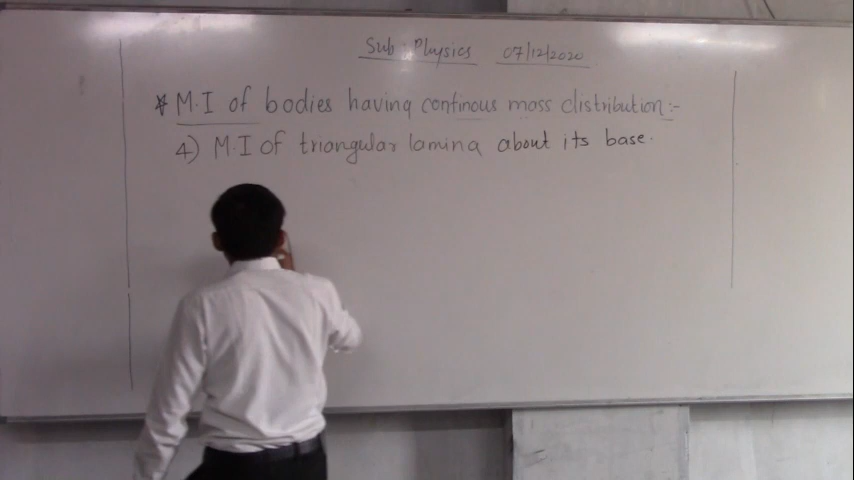 Sub : Physics 07/12/2020
* M.I of bodies having continous mass distribution :-
4) M.I of triangular lamina about its base.